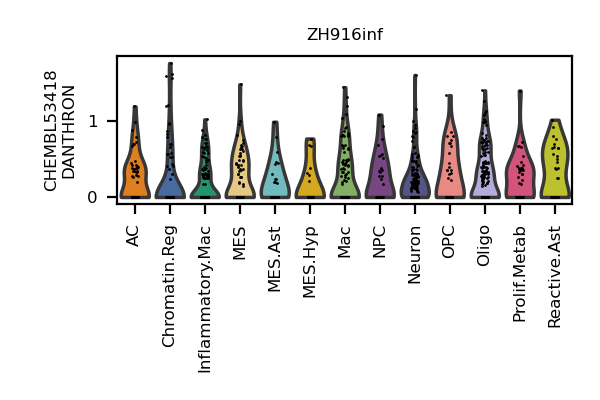 ZH916inf
CHEMBL53418
DANTHRON
1
0
AC
Chromatin.Reg
Inflammatory.Mac
MES
MES.Ast
MES.Hyp
Mac
NPC
Neuron
OPC
Oligo
Prolif.Metab
Reactive.Ast